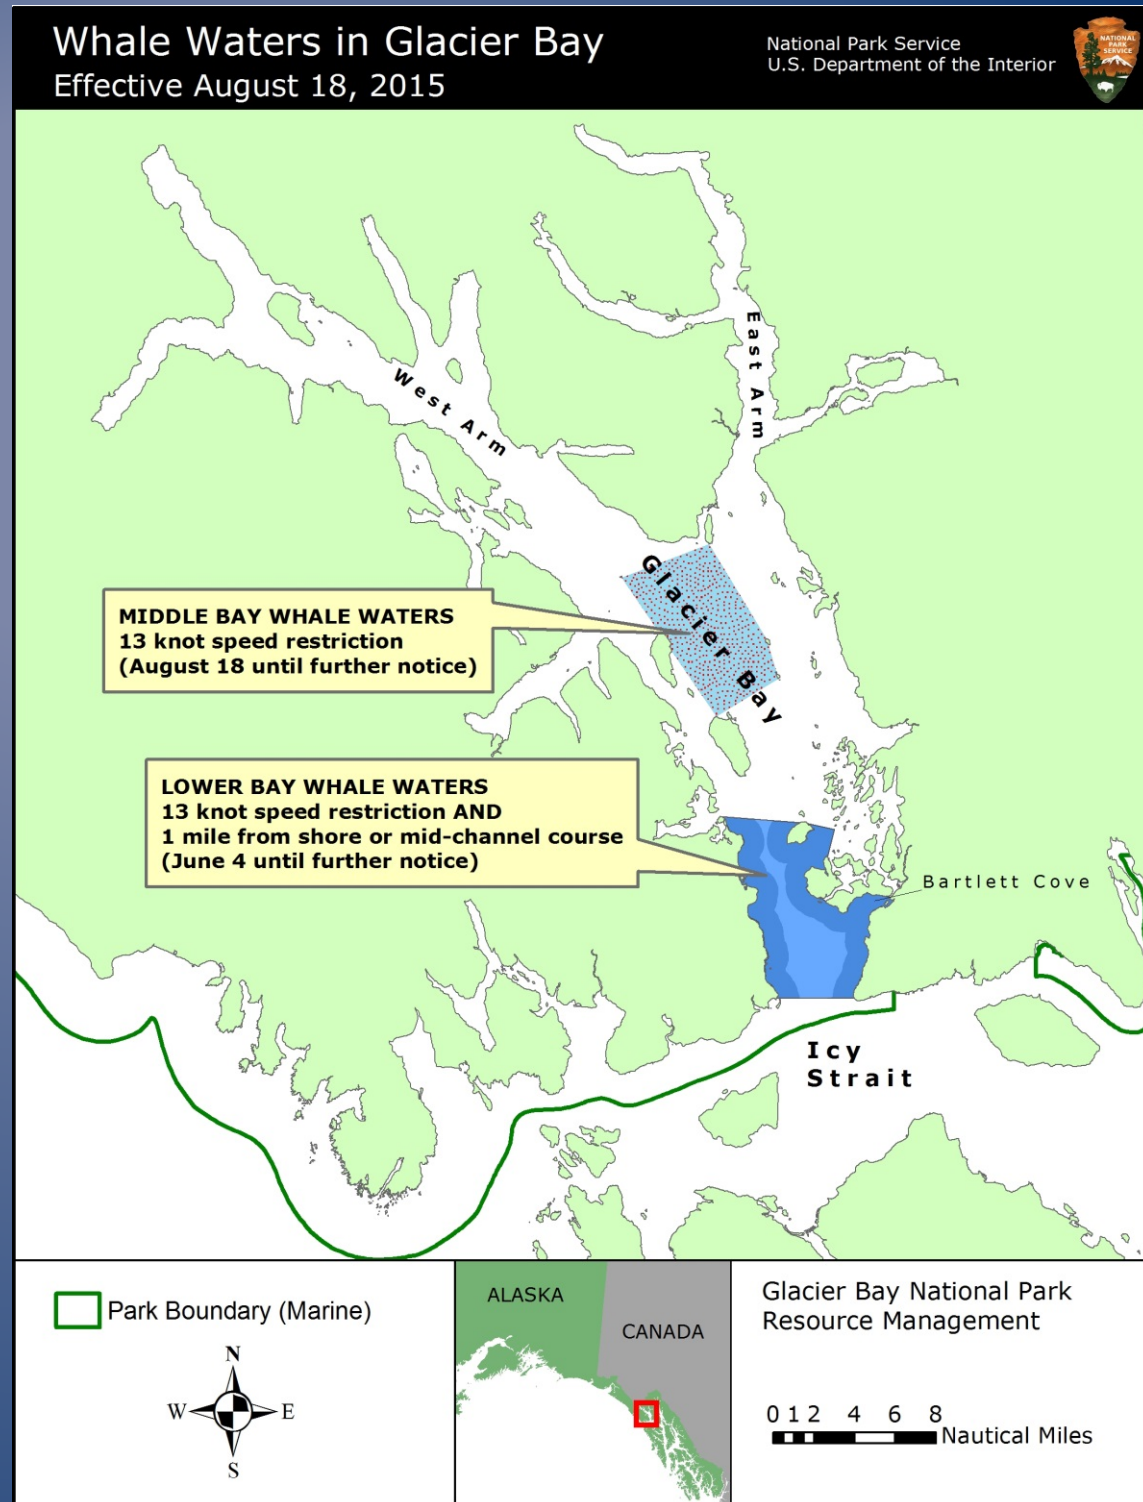 Whale Waters in Glacier Bay
Effective August 18, 2015
National Park Service
U.S. Department of the Interior
NATIONAL
PARK
SERVICE
West Arm
East Arm
Glacier Bay
MIDDLE BAY WHALE WATERS
13 knot speed restriction
(August 18 until further notice)
LOWER BAY WHALE WATERS
13 knot speed restriction AND
1 mile from shore or mid-channel course
(June 4 until further notice)
Bartlett Cove
Icy
Strait
Park Boundary (Marine)
N
W E
S
ALASKA
CANADA
Glacier Bay National Park
Resource Management
0 1 2 4 6 8
Nautical Miles